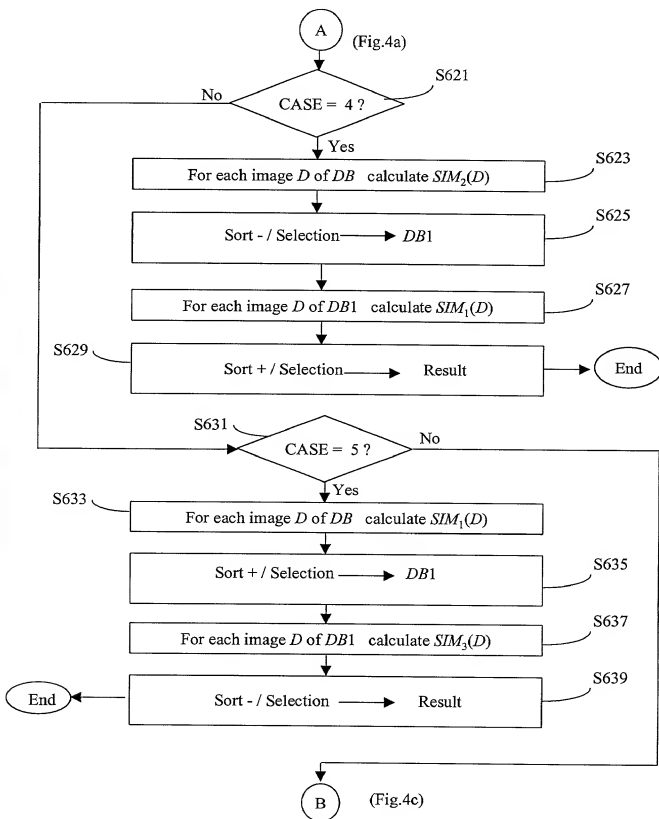 A
(Fig.4a)
S621
CASE = 4 ?
No
Yes
S623
For each image D of DB calculate SIM₂(D)
S625
Sort - / Selection DB1
S627
For each image D of DB1 calculate SIM₁(D)
S629
Sort + / Selection Result
End
S631
CASE = 5 ?
No
Yes
S633
For each image D of DB calculate SIM₁(D)
S635
Sort + / Selection DB1
S637
For each image D of DB1 calculate SIM₃(D)
S639
Sort - / Selection Result
End
B
(Fig.4c)